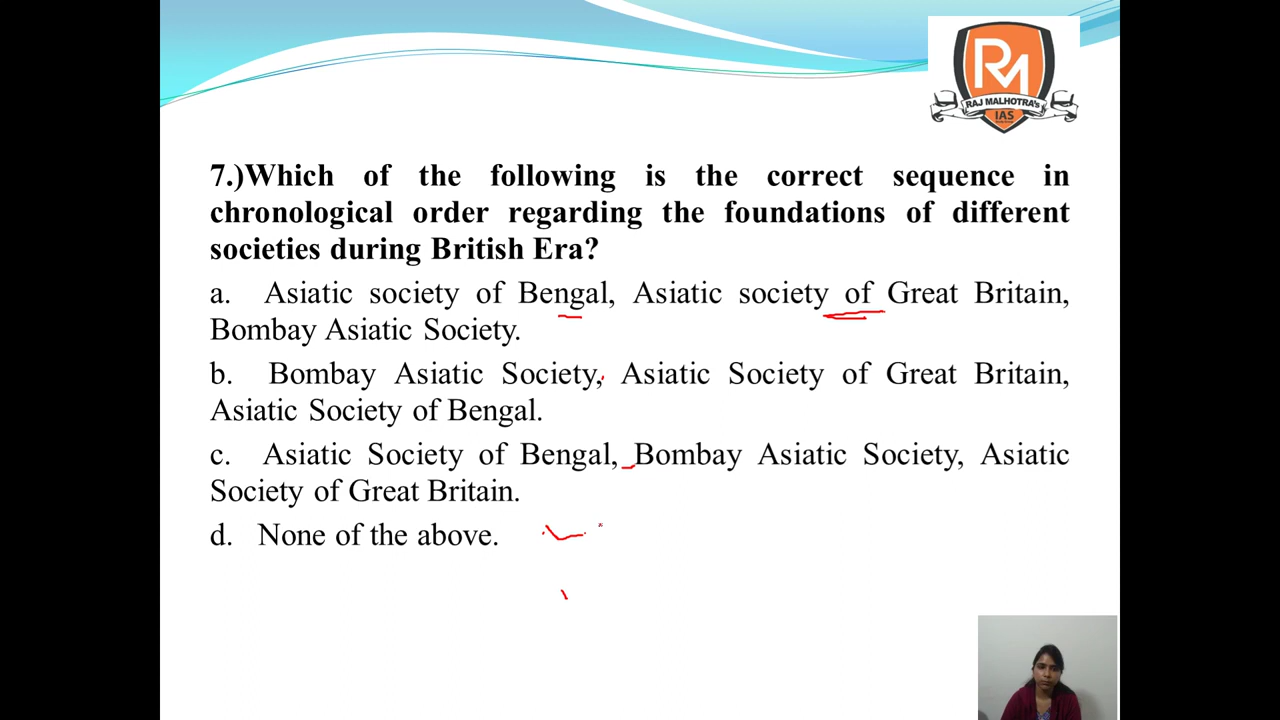 RM
RAJ MALHOTRA's
IAS
7.)Which of the following is the correct sequence in
chronological order regarding the foundations of different
societies during British Era?
a. Asiatic society of Bengal, Asiatic society of Great Britain,
Bombay Asiatic Society.
b. Bombay Asiatic Society, Asiatic Society of Great Britain,
Asiatic Society of Bengal.
c. Asiatic Society of Bengal, Bombay Asiatic Society, Asiatic
Society of Great Britain.
d. None of the above.